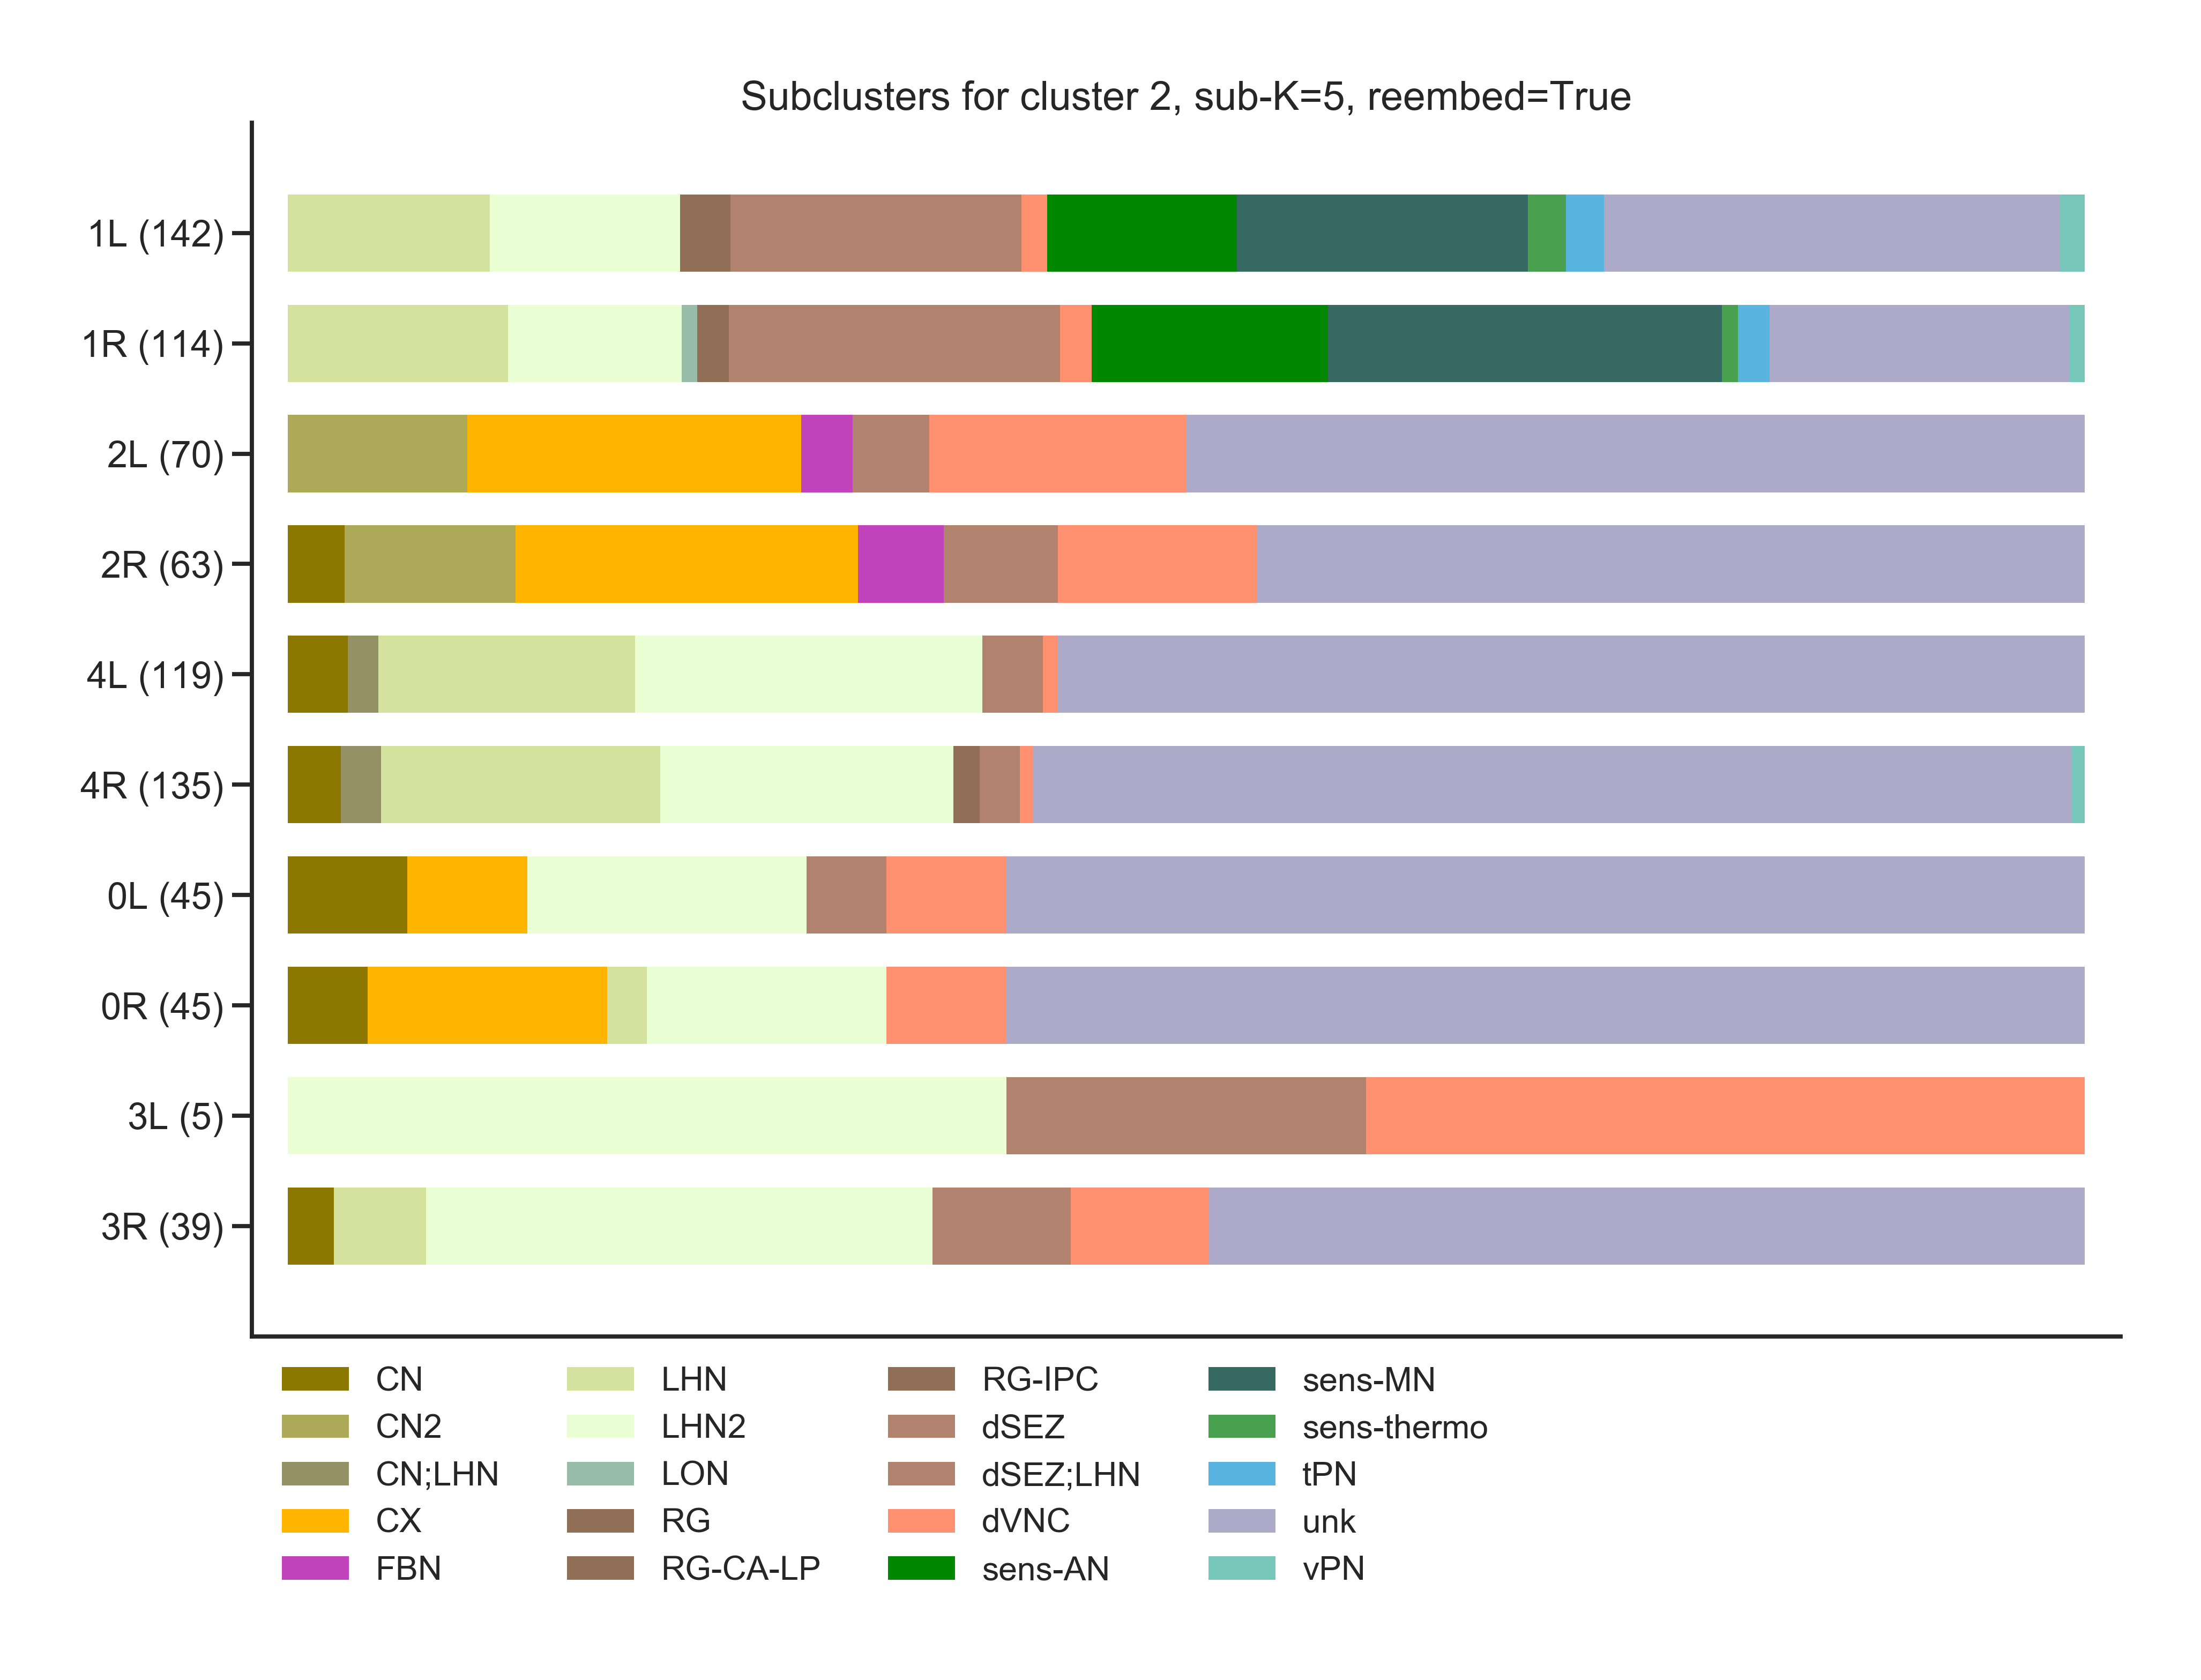 Subclusters for cluster 2, sub-K=5, reembed=True
1L (142)
1R (114)
2L (70)
2R (63)
4L (119)
4R (135)
0L (45)
0R (45)
3L (5)
3R (39)
CN
CN2
CN;LHN
CX
FBN
LHN
LHN2
LON
RG
RG-CA-LP
RG-IPC
dSEZ
dSEZ;LHN
dVNC
sens-AN
sens-MN
sens-thermo
tPN
unk
vPN